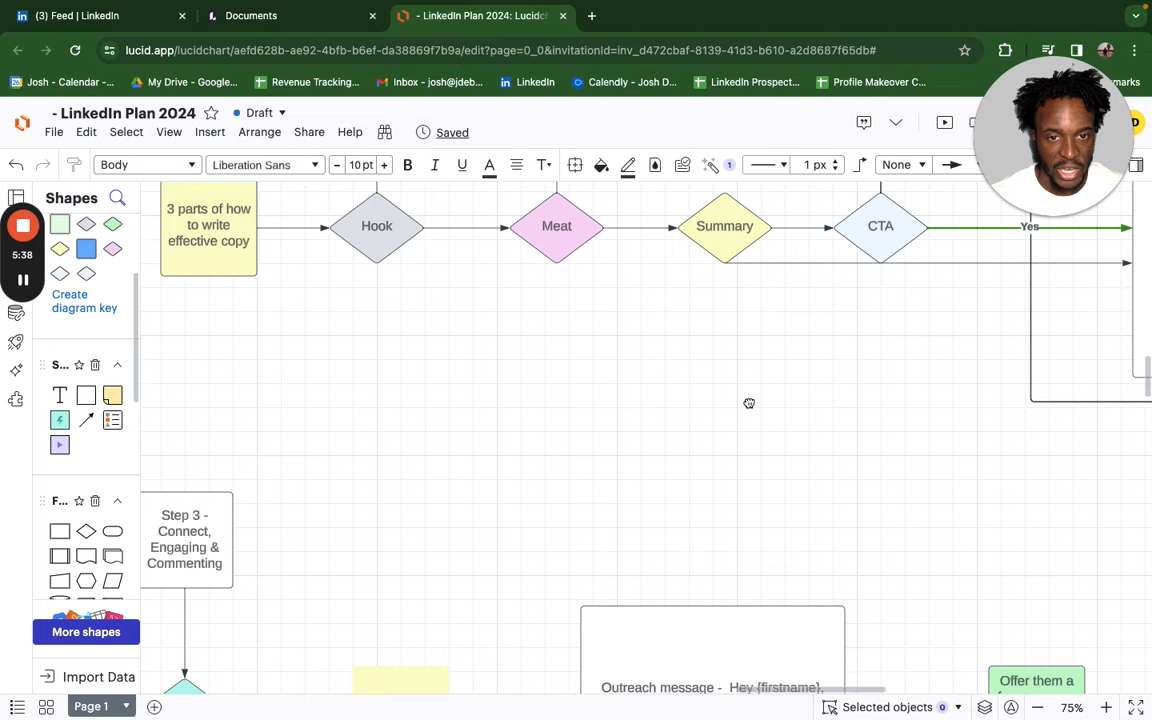 (3) Feed | LinkedIn
Documents
- LinkedIn Plan 2024: Lucidch
lucid.app/lucidchart/aefd628b-ae92-4bfb-b6ef-da38869f7b9a/edit?page=0_0&invitationId=inv_d472cbaf-8139-41d3-b610-a2d8687f65db#
Josh - Calendar -...
My Drive - Google...
Revenue Tracking...
Inbox - josh@jdeb...
LinkedIn
Calendly - Josh D...
LinkedIn Prospect...
Profile Makeover C...
- LinkedIn Plan 2024
Draft
File
Edit
Select
View
Insert
Arrange
Share
Help
Saved
Body
Liberation Sans
- 10 pt +
B
I
U
A
T
1
1 px
None
Shapes
5:38
Create
diagram key
S...
T
F...
More shapes
Import Data
3 parts of how
to write
effective copy
Hook
Meat
Summary
CTA
Yes
Step 3 -
Connect,
Engaging &
Commenting
Outreach message - Hey {firstname},
Offer them a
Page 1
Selected objects
0
75%